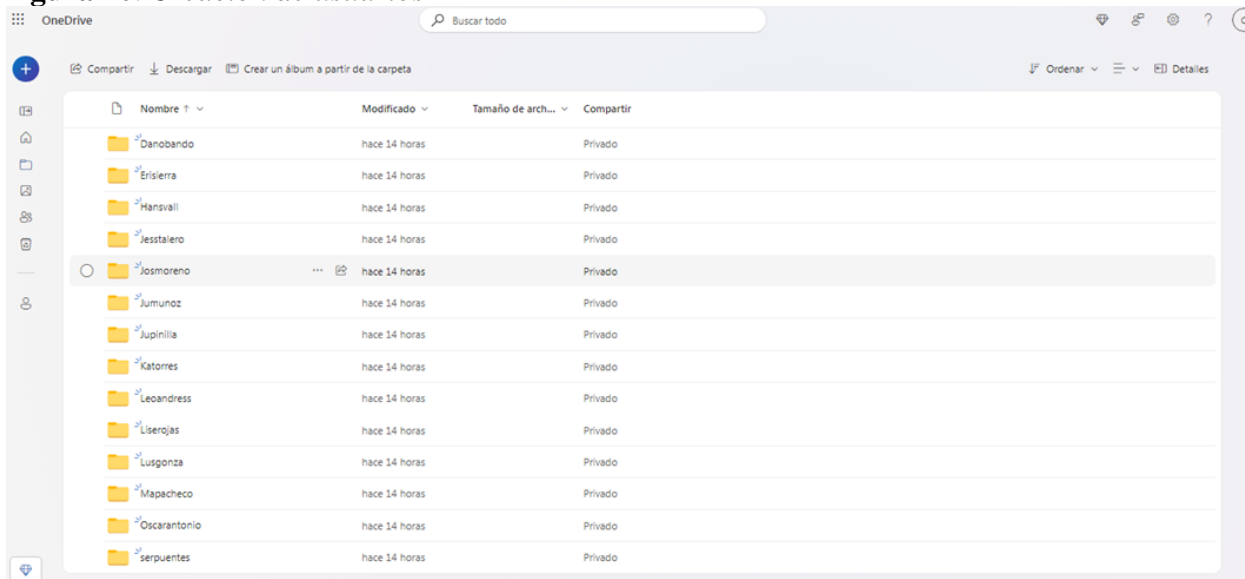 OneDrive
Buscar todo
Compartir Descargar Crear un álbum a partir de la carpeta Ordenar Detalles
Nombre Modificado Tamaño de arch... Compartir
Danobando hace 14 horas Privado
Erisierra hace 14 horas Privado
Hansvall hace 14 horas Privado
Jesstalero hace 14 horas Privado
Josmoreno hace 14 horas Privado
Jumunoz hace 14 horas Privado
Jupinilla hace 14 horas Privado
Katorres hace 14 horas Privado
Leoandress hace 14 horas Privado
Liserojas hace 14 horas Privado
Lusgonza hace 14 horas Privado
Mapacheco hace 14 horas Privado
Oscarantonio hace 14 horas Privado
serpuentes hace 14 horas Privado